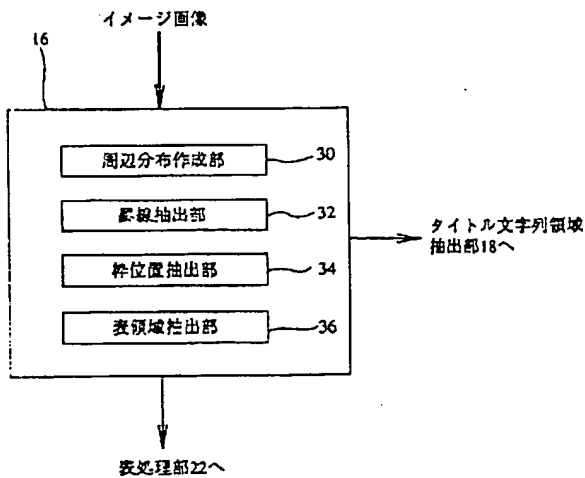 イメージ画像
16
周辺分布作成部
30
罫線抽出部
32
枠位置抽出部
34
表領域抽出部
36
タイトル文字列領域
抽出部18へ
表処理部22へ